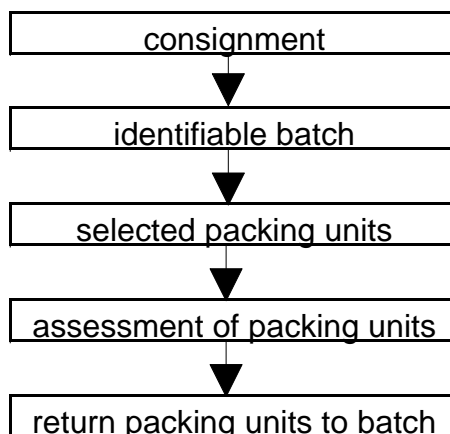 consignment
identifiable batch
selected packing units
assessment of packing units
return packing units to batch